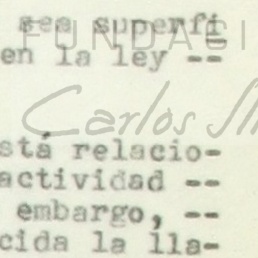 sea superfi
FUNDACI
en la ley --
Carlos Sl
stá relacio-
actividad --
embargo, --
cida la lla-